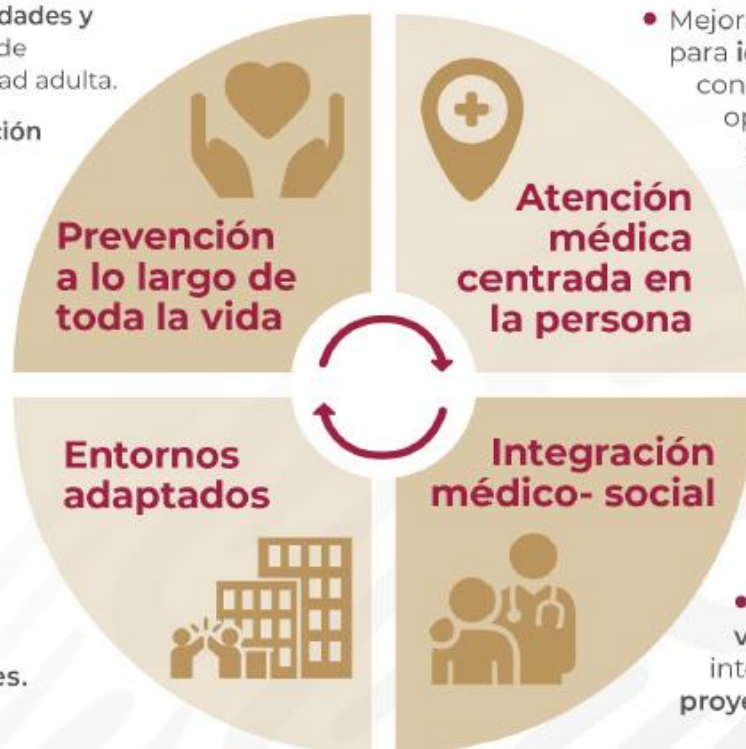 dades y
de
ad adulta.
ción
Mejor
para
con
op
Prevención
a lo largo de
toda la vida
Atención
médica
centrada en
la persona
Entornos
adaptados
Integración
médico- social
es.
v
int
proye